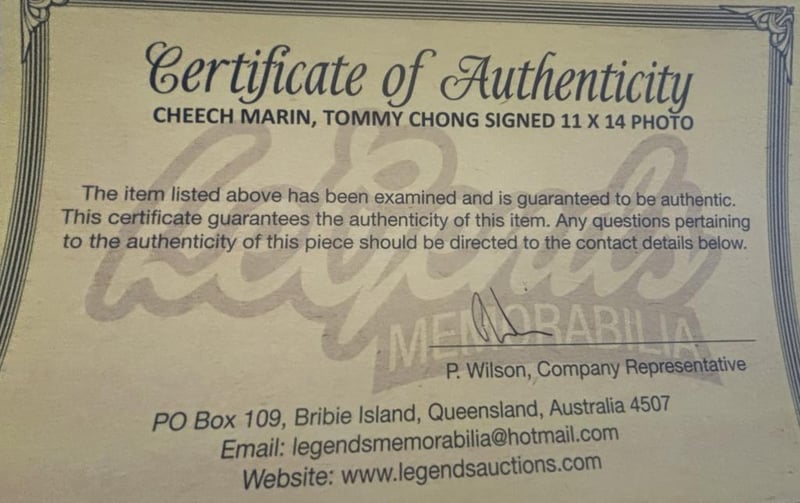 Certificate of Authenticity
CHEECH MARIN, TOMMY CHONG SIGNED 11 X 14 PHOTO
The item listed above has been examined and is guaranteed to be authentic.
This certificate guarantees the authenticity of this item. Any questions pertaining
to the authenticity of this piece should be directed to the contact details below.
Legends
MEMORABILIA
P. Wilson, Company Representative
PO Box 109, Bribie Island, Queensland, Australia 4507
Email: legendsmemorabilia@hotmail.com
Website: www.legendsauctions.com